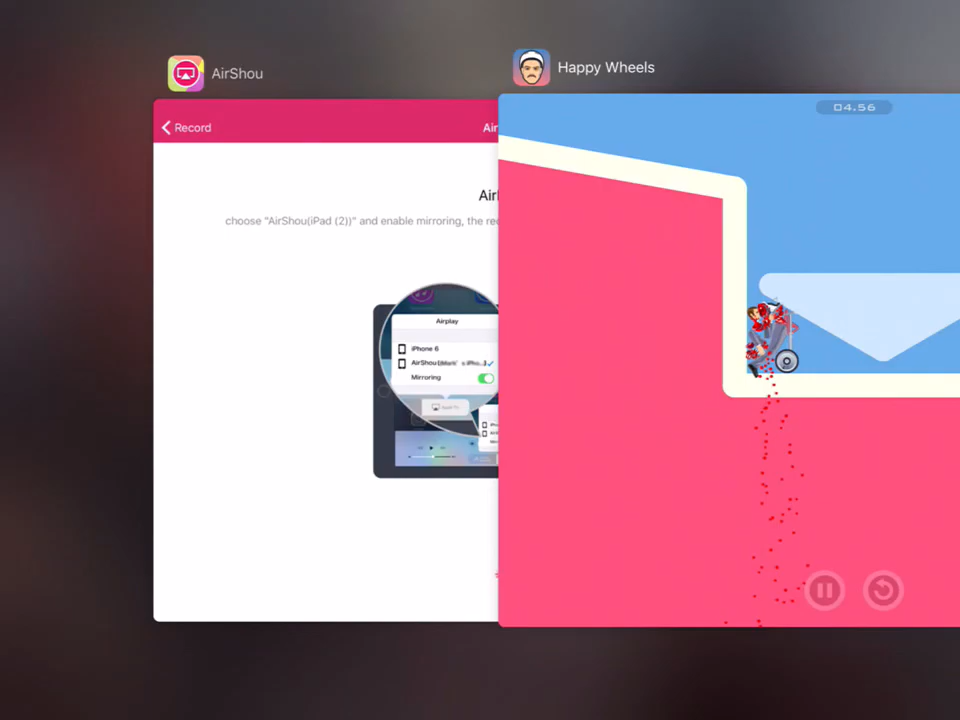 AirShou
Happy Wheels
Record
Air
04.56
Air
choose "AirShou(iPad (2))" and enable mirroring, the rec
Airplay
iPhone 6
AirShou
Mirroring